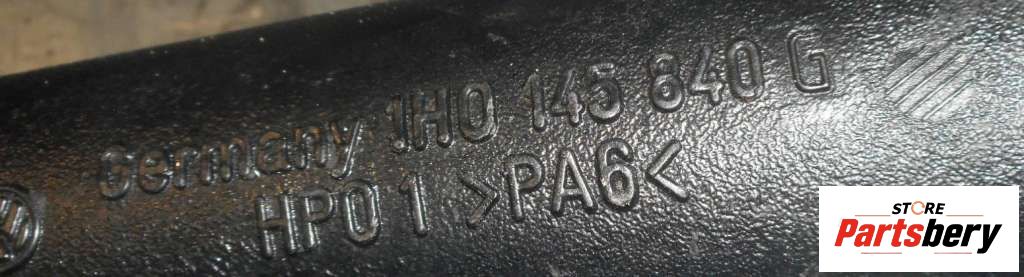 Germany 1H0 145 840 G
HP0 1 >PA6<
STORE
Partsbery